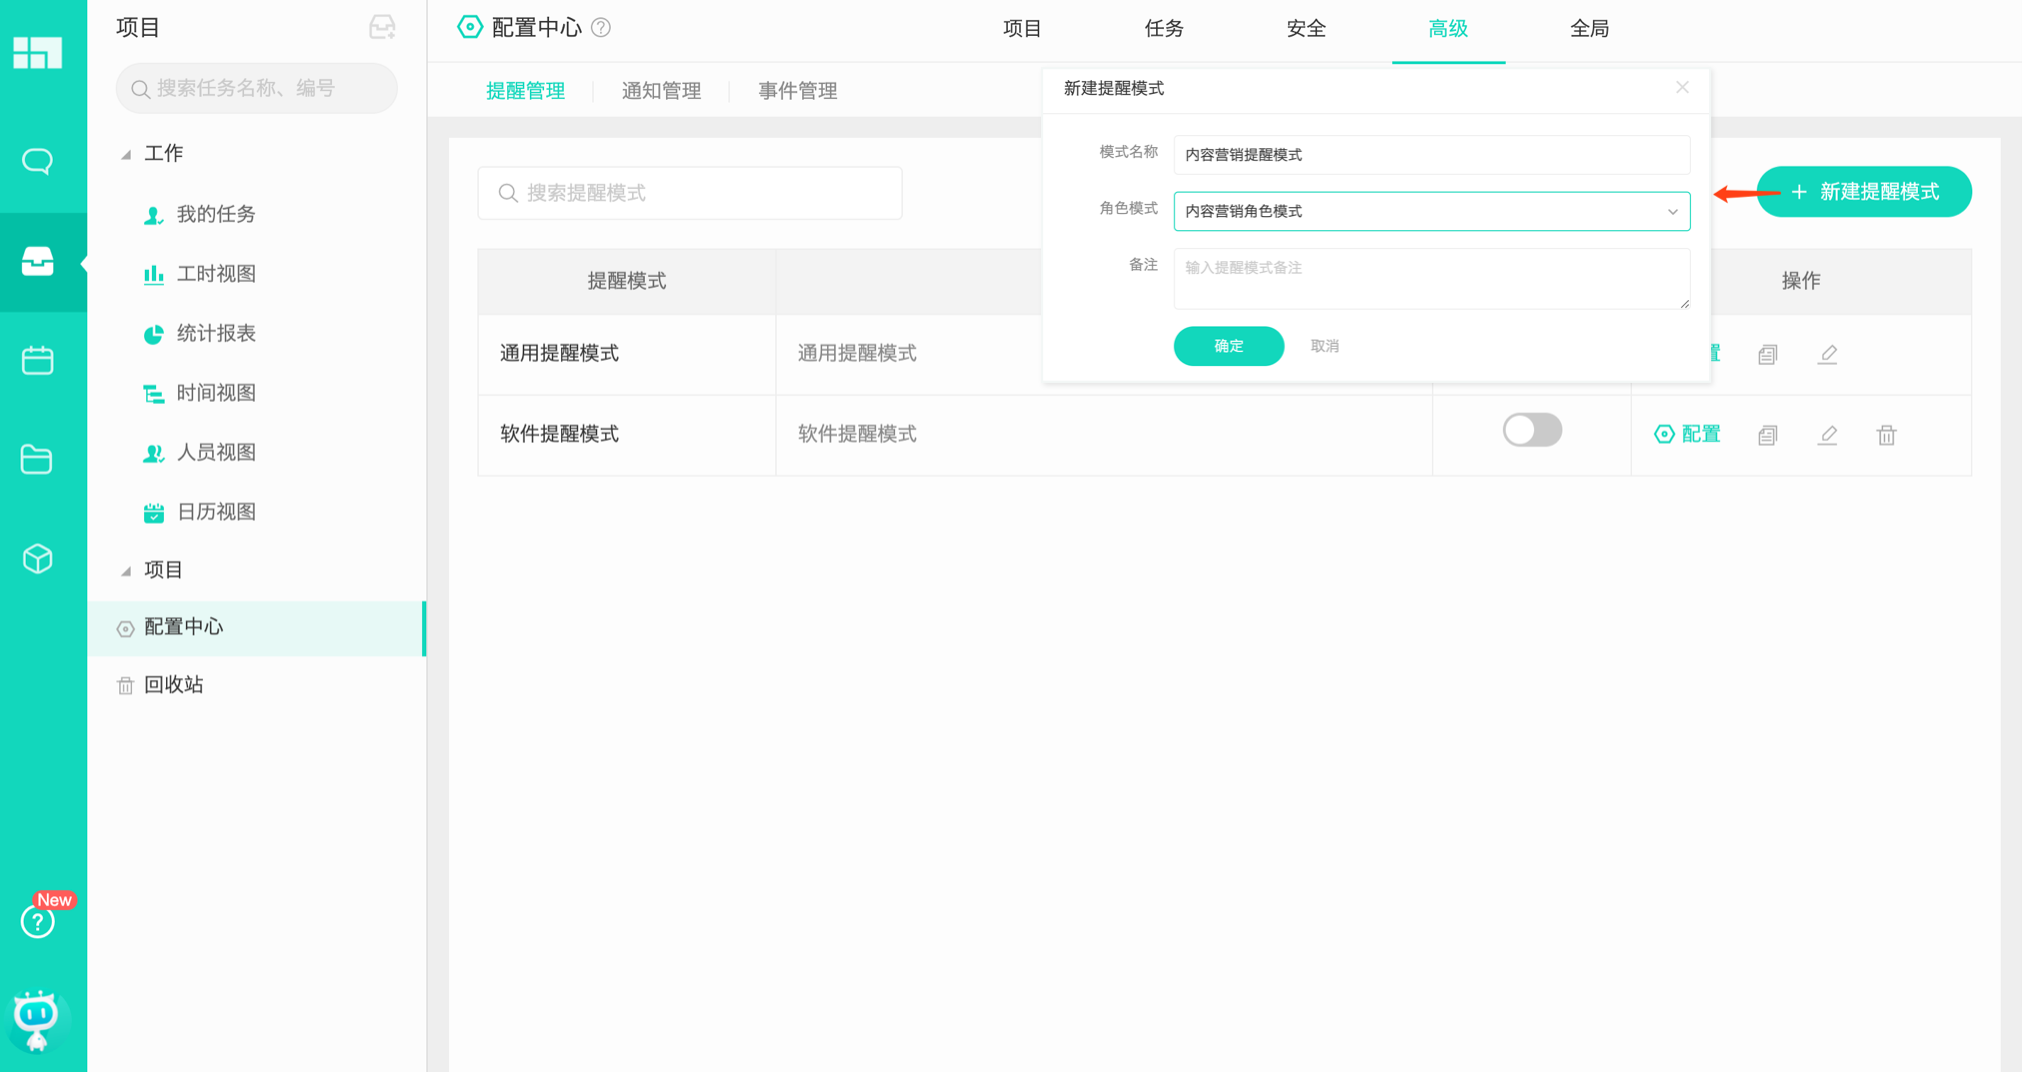 项目
搜索任务名称、编号
工作
我的任务
工时视图
统计报表
时间视图
人员视图
日历视图
项目
配置中心
回收站
New
配置中心
项目
任务
安全
高级
全局
提醒管理
通知管理
事件管理
搜索提醒模式
新建提醒模式
提醒模式
操作
通用提醒模式
通用提醒模式
置
软件提醒模式
软件提醒模式
配置
新建提醒模式
模式名称
内容营销提醒模式
角色模式
内容营销角色模式
备注
输入提醒模式备注
确定
取消